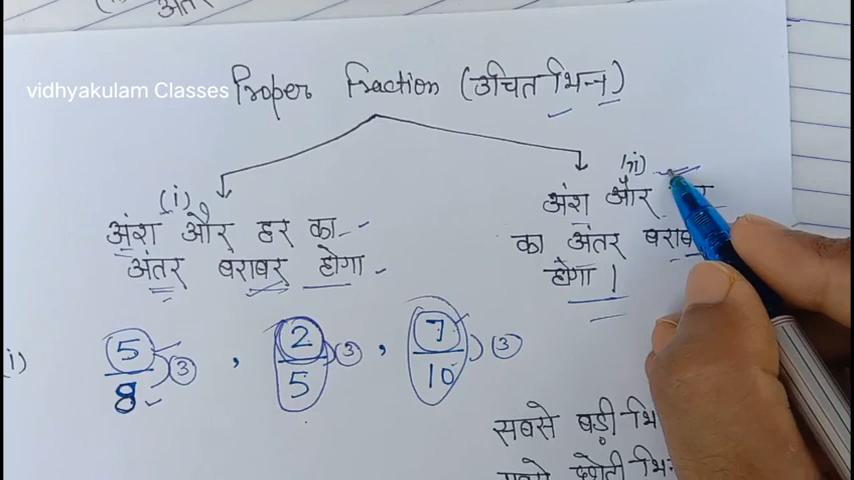 अंतर
vidhyakulam Classes
Proper Fraction (उचित भिन्न)
(i)
अंश और हर का
अंतर बराबर होगा
(ii)
अंश और
का अंतर
होगा।
5/8 ③ , 2/5 ③ , 7/10 ③
सबसे बड़ी